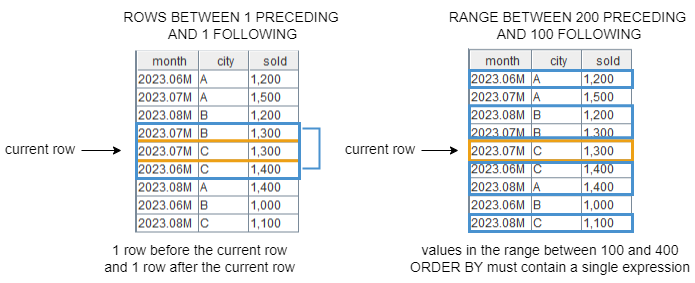 ROWS BETWEEN 1 PRECEDING
AND 1 FOLLOWING
month city sold
2023.06M A 1,200
2023.07M A 1,500
2023.08M B 1,200
2023.07M B 1,300
current row 2023.07M C 1,300
2023.06M C 1,400
2023.08M A 1,400
2023.06M B 1,000
2023.08M C 1,100
1 row before the current row
and 1 row after the current row
RANGE BETWEEN 200 PRECEDING
AND 100 FOLLOWING
month city sold
2023.06M A 1,200
2023.07M A 1,500
2023.08M B 1,200
2023.07M B 1,300
current row 2023.07M C 1,300
2023.06M C 1,400
2023.08M A 1,400
2023.06M B 1,000
2023.08M C 1,100
values in the range between 100 and 400
ORDER BY must contain a single expression